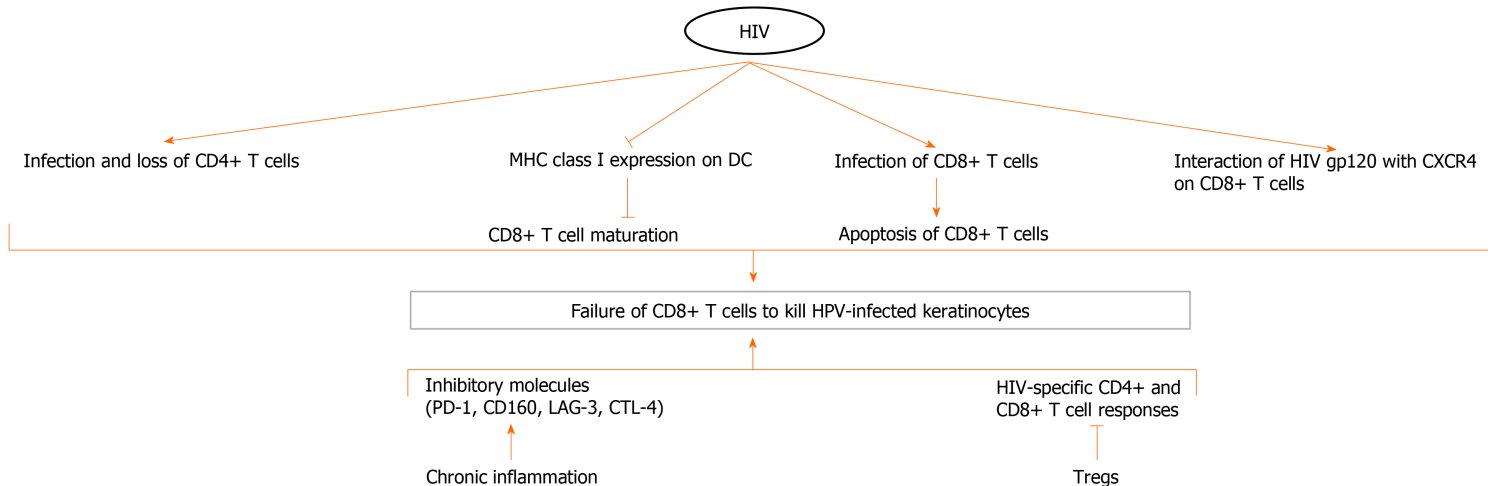 HIV
Infection and loss of CD4+ T cells
MHC class I expression on DC
Infection of CD8+ T cells
Interaction of HIV gp120 with CXCR4
on CD8+ T cells
CD8+ T cell maturation
Apoptosis of CD8+ T cells
Failure of CD8+ T cells to kill HPV-infected keratinocytes
Inhibitory molecules
(PD-1, CD160, LAG-3, CTL-4)
HIV-specific CD4+ and
CD8+ T cell responses
Chronic inflammation
Tregs